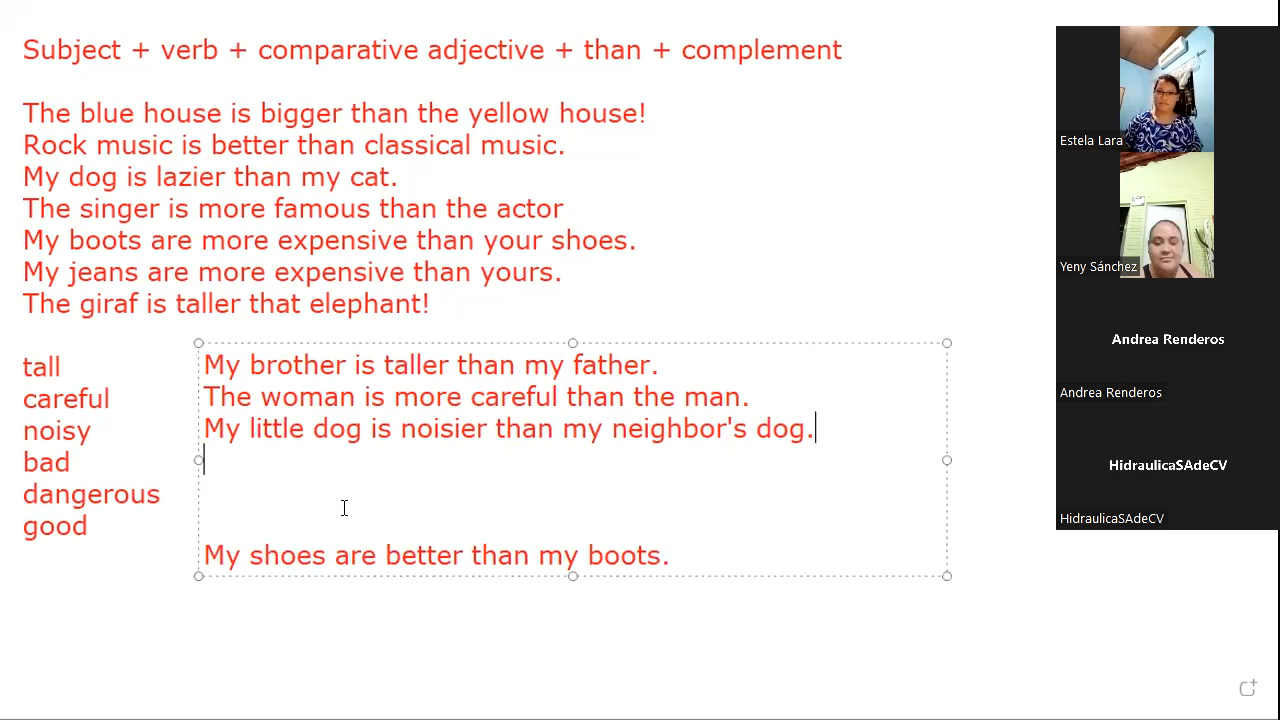 Subject + verb + comparative adjective + than + complement
The blue house is bigger than the yellow house!
Rock music is better than classical music.
My dog is lazier than my cat.
The singer is more famous than the actor
My boots are more expensive than your shoes.
My jeans are more expensive than yours.
The giraf is taller that elephant!
tall
careful
noisy
bad
dangerous
good
My brother is taller than my father.
The woman is more careful than the man.
My little dog is noisier than my neighbor's dog.
My shoes are better than my boots.
Estela Lara
Yeny Sánchez
Andrea Renderos
Andrea Renderos
HidraulicaSAdeCV
HidraulicaSAdeCV